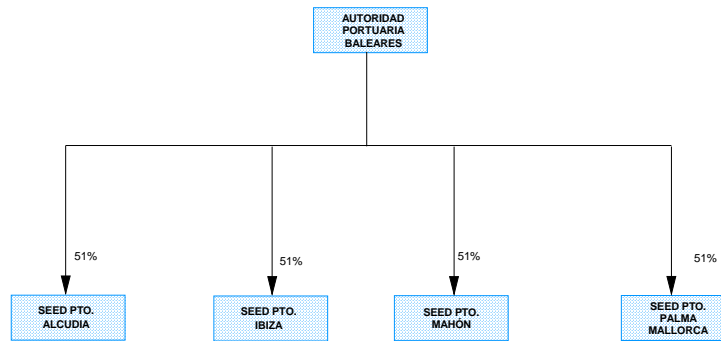 AUTORIDAD
PORTUARIA
BALEARES
51%
51%
51%
51%
SEED PTO.
ALCUDIA
SEED PTO.
IBIZA
SEED PTO.
MAHÓN
SEED PTO.
PALMA
MALLORCA